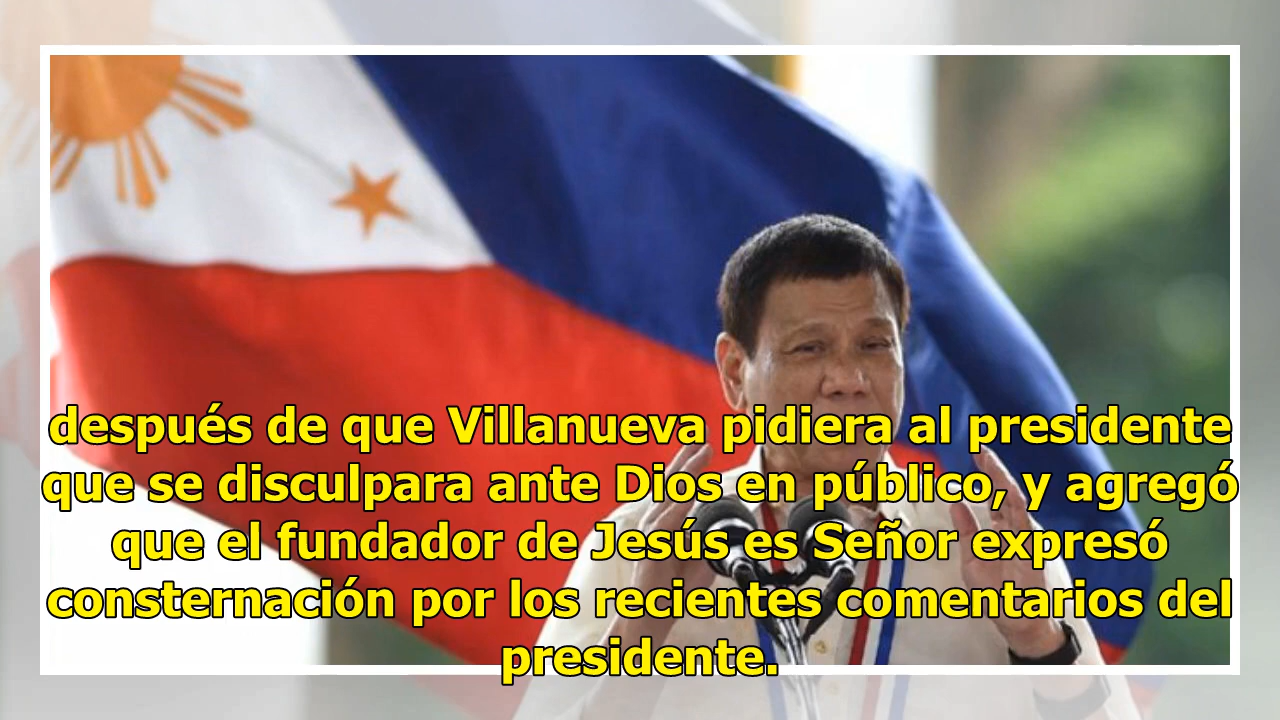 después de que Villanueva pidiera al presidente
que se disculpara ante Dios en público, y agregó
que el fundador de Jesús es Señor expresó
consternación por los recientes comentarios del
presidente.